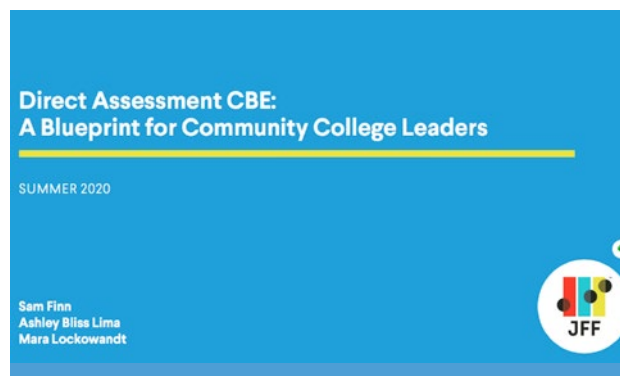 Direct Assessment CBE:
A Blueprint for Community College Leaders
SUMMER 2020
Sam Finn
Ashley Bliss Lima
Mara Lockowandt
JFF